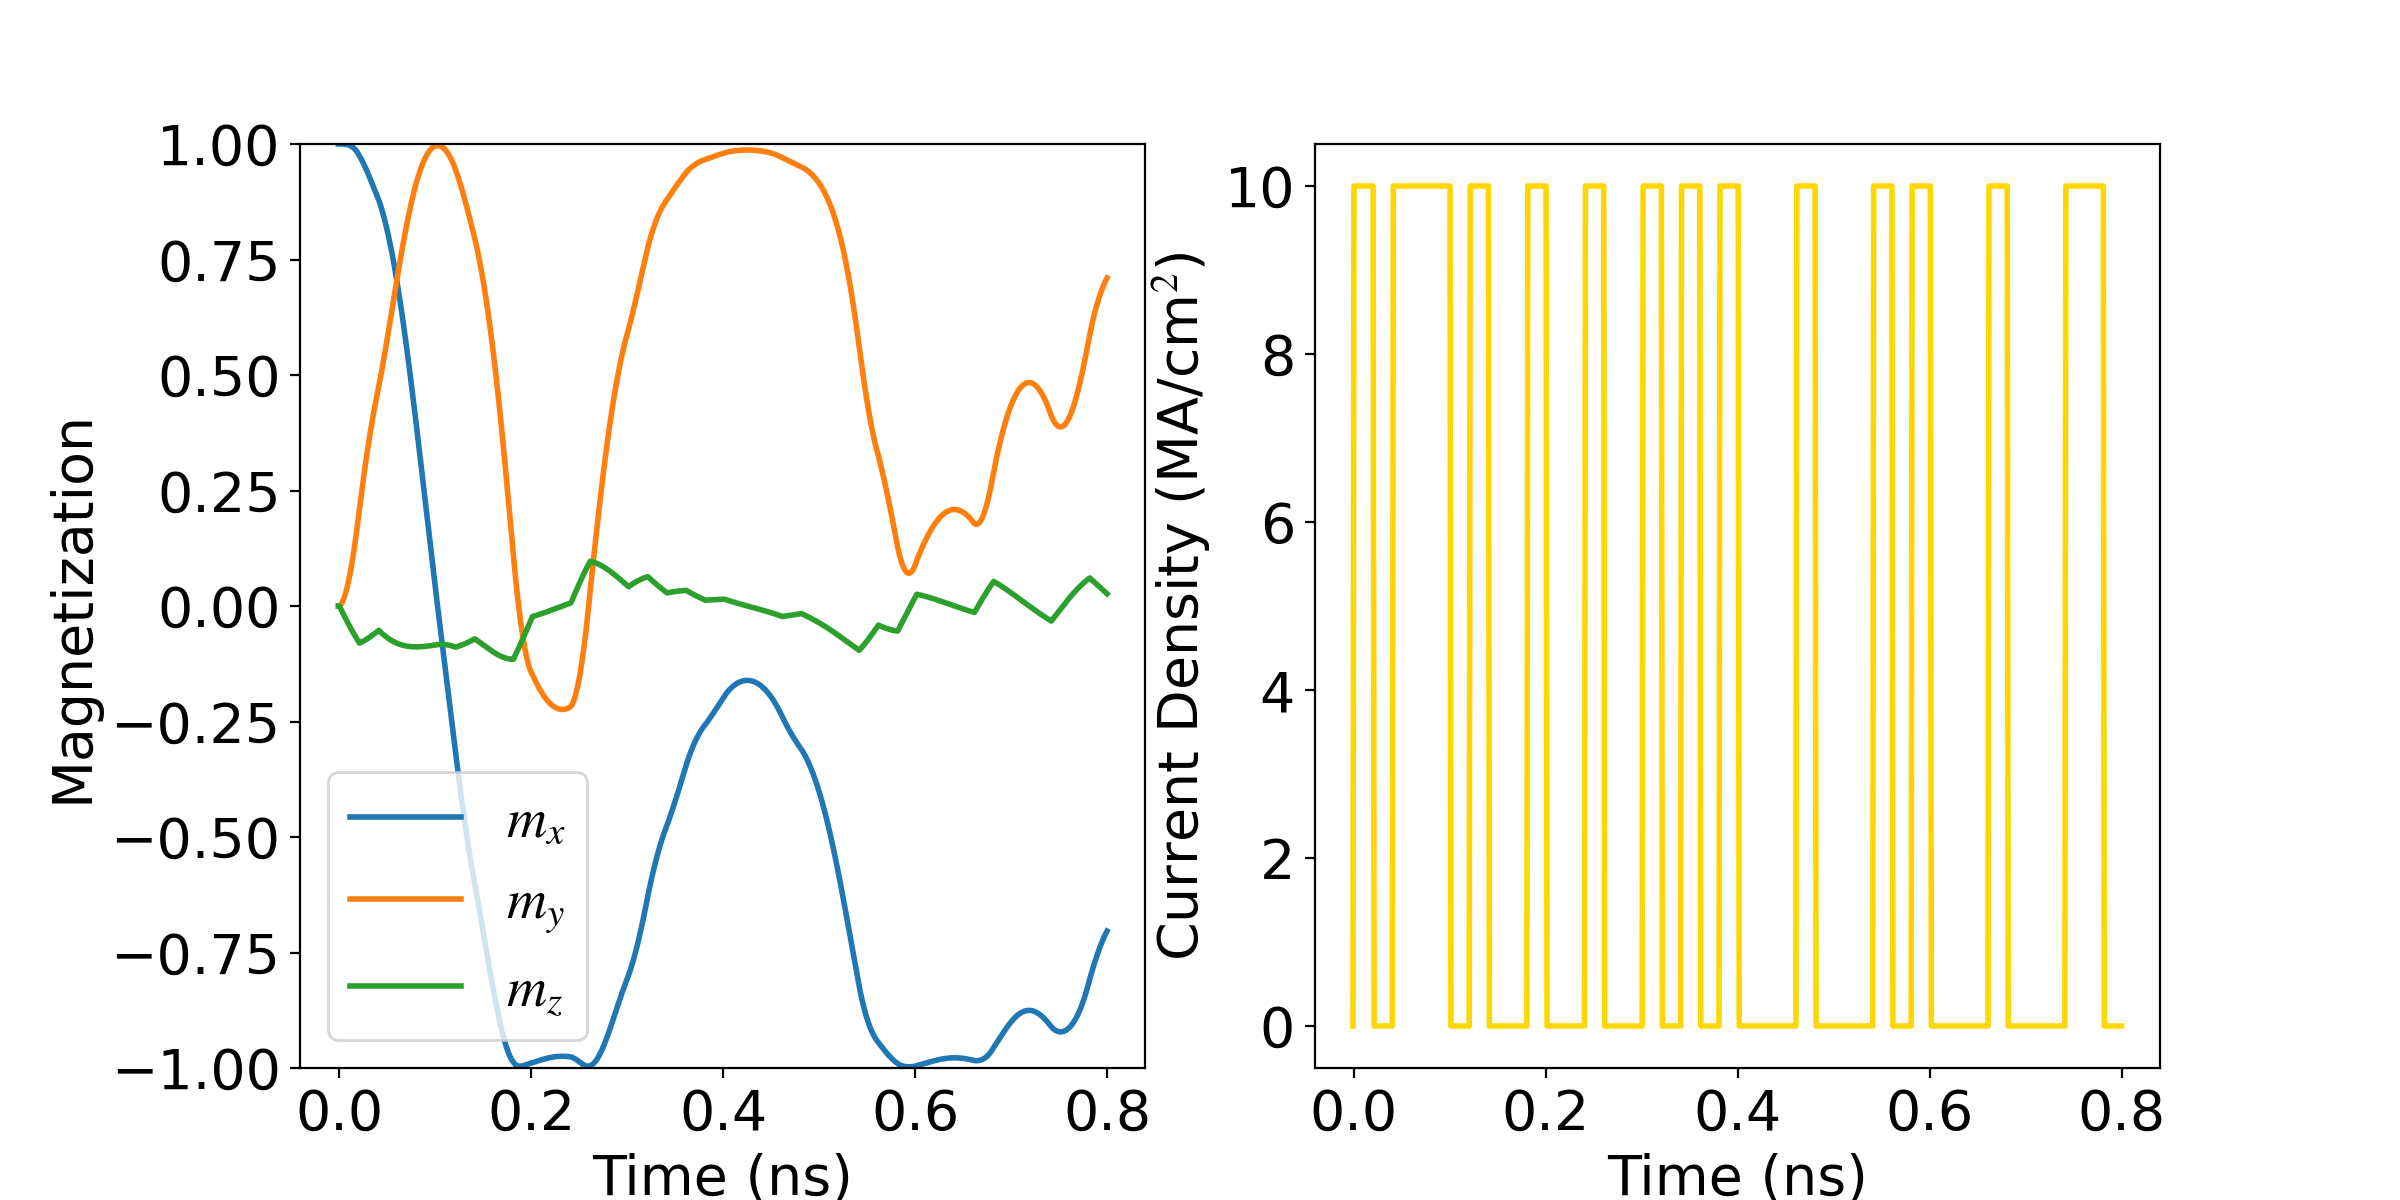 Magnetization
1.00
0.75
0.50
0.25
0.00
−0.25
−0.50
−0.75
−1.00
m_x
m_y
m_z
0.0 0.2 0.4 0.6 0.8
Time (ns)
Current Density (MA/cm²)
10
8
6
4
2
0
0.0 0.2 0.4 0.6 0.8
Time (ns)